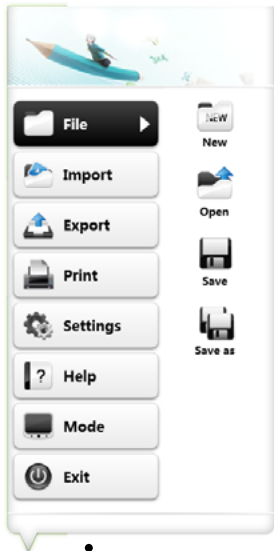 File
Import
Export
Print
Settings
Help
Mode
Exit
NEW
New
Open
Save
Save as